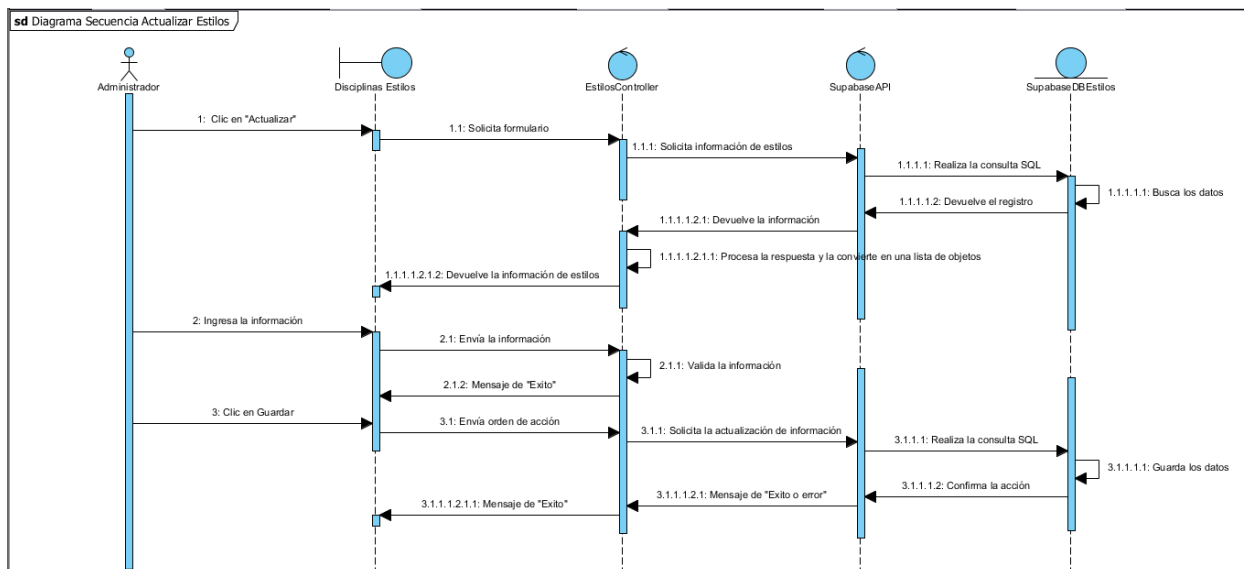 sd Diagrama Secuencia Actualizar Estilos
Administrador
Disciplinas Estilos
EstilosController
SupabaseAPI
SupabaseDBEstilos
1: Clic en "Actualizar"
1.1: Solicita formulario
1.1.1: Solicita información de estilos
1.1.1.1: Realiza la consulta SQL
1.1.1.1.1: Busca los datos
1.1.1.1.2: Devuelve el registro
1.1.1.1.2.1: Devuelve la información
1.1.1.1.2.1.1: Procesa la respuesta y la convierte en una lista de objetos
1.1.1.1.2.1.2: Devuelve la información de estilos
2: Ingresa la información
2.1: Envía la información
2.1.1: Valida la información
2.1.2: Mensaje de "Exito"
3: Clic en Guardar
3.1: Envía orden de acción
3.1.1: Solicita la actualización de información
3.1.1.1: Realiza la consulta SQL
3.1.1.1.1: Guarda los datos
3.1.1.1.2: Confirma la acción
3.1.1.1.2.1: Mensaje de "Exito o error"
3.1.1.1.2.1.1: Mensaje de "Exito"